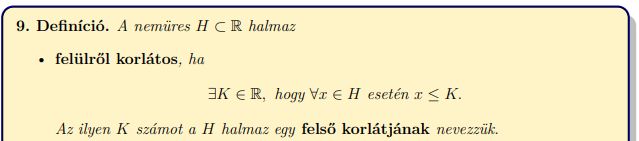 9. Definíció. A nemüres H ⊂ ℝ halmaz
• felülről korlátos, ha
∃K ∈ ℝ, hogy ∀x ∈ H esetén x ≤ K.
Az ilyen K számot a H halmaz egy felső korlátjának nevezzük.